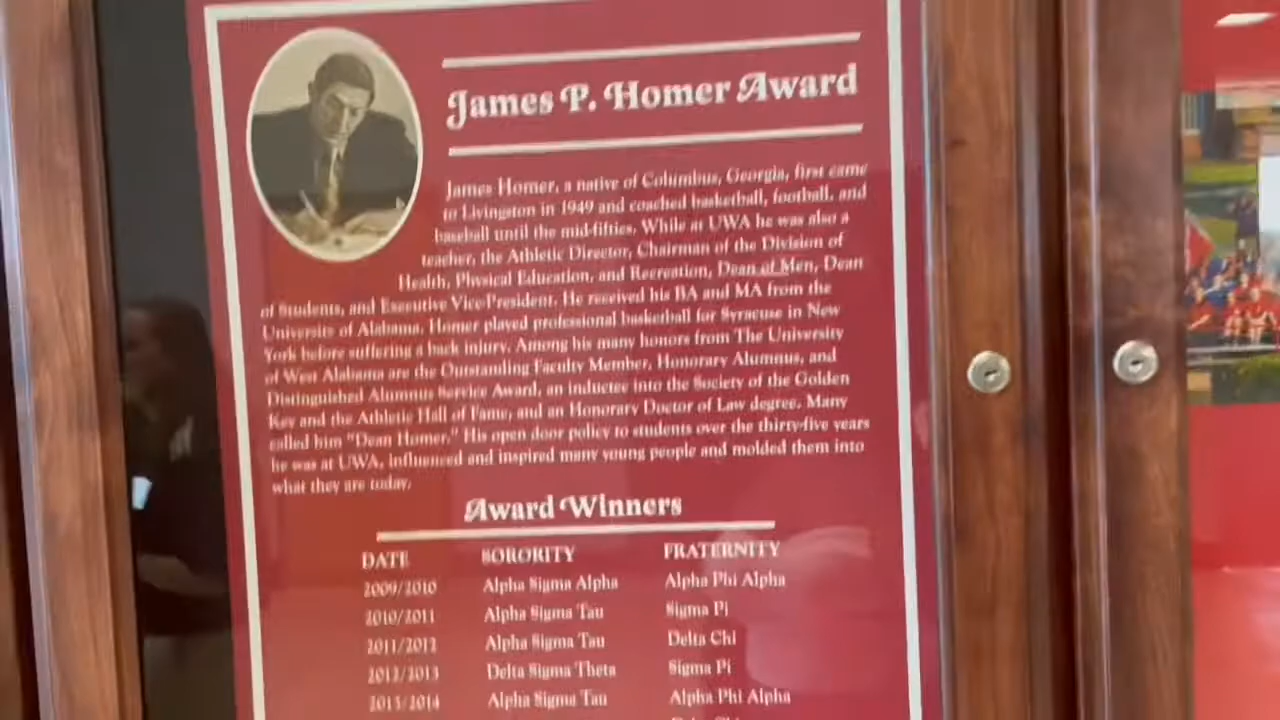 James P. Homer Award
James Homer, a native of Columbus, Georgia, first came
to Livingston in 1949 and coached basketball, football, and
baseball until the mid-fifties. While at UWA he was also a
teacher, the Athletic Director, Chairman of the Division of
Health, Physical Education, and Recreation, Dean of Men, Dean
of Students, and Executive Vice-President. He received his BA and MA from the
University of Alabama. Homer played professional basketball for Syracuse in New
York before suffering a back injury. Among his many honors from The University
of West Alabama are the Outstanding Faculty Member, Honorary Alumnus, and
Distinguished Alumnus Service Award, an inductee into the Society of the Golden
Key and the Athletic Hall of Fame, and an Honorary Doctor of Law degree. Many
called him "Dean Homer." His open door policy to students over the thirty-five years
he was at UWA, influenced and inspired many young people and molded them into
what they are today.
Award Winners
DATE SORORITY FRATERNITY
2009/2010 Alpha Sigma Alpha Alpha Phi Alpha
2010/2011 Alpha Sigma Tau Sigma Pi
2011/2012 Alpha Sigma Tau Delta Chi
2012/2013 Delta Sigma Theta Sigma Pi
2013/2014 Alpha Sigma Tau Alpha Phi Alpha